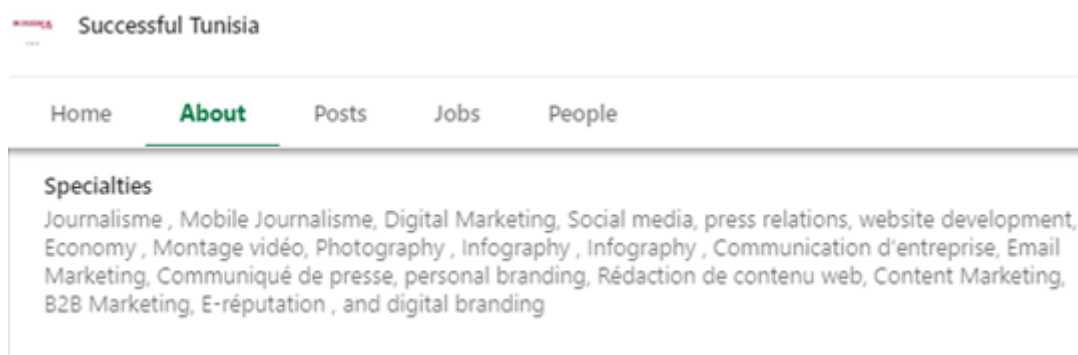 Successful Tunisia
Home About Posts Jobs People
Specialties
Journalisme , Mobile Journalisme, Digital Marketing, Social media, press relations, website development,
Economy , Montage vidéo, Photography , Infography , Infography , Communication d'entreprise, Email
Marketing, Communiqué de presse, personal branding, Rédaction de contenu web, Content Marketing,
B2B Marketing, E-réputation , and digital branding